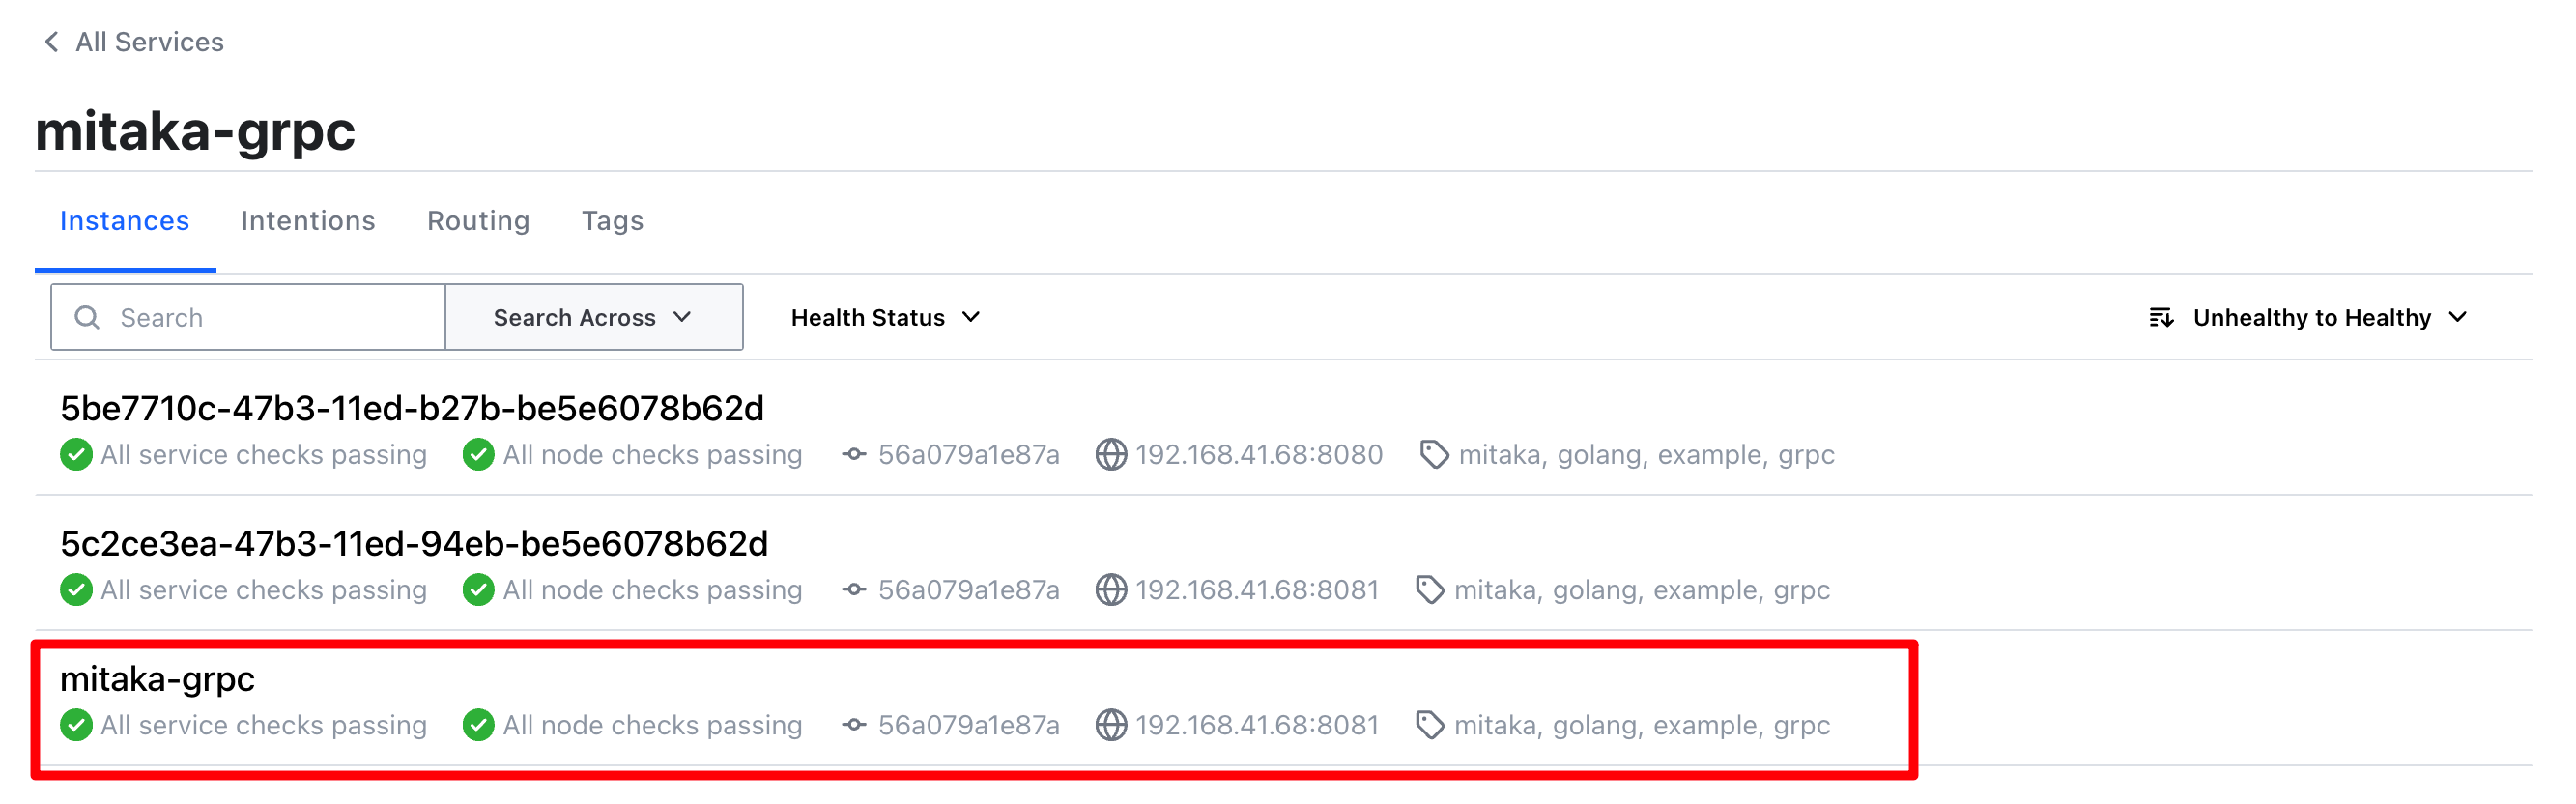 All Services
mitaka-grpc
Instances Intentions Routing Tags
Search Search Across Health Status Unhealthy to Healthy
5be7710c-47b3-11ed-b27b-be5e6078b62d
All service checks passing All node checks passing 56a079a1e87a 192.168.41.68:8080 mitaka, golang, example, grpc
5c2ce3ea-47b3-11ed-94eb-be5e6078b62d
All service checks passing All node checks passing 56a079a1e87a 192.168.41.68:8081 mitaka, golang, example, grpc
mitaka-grpc
All service checks passing All node checks passing 56a079a1e87a 192.168.41.68:8081 mitaka, golang, example, grpc